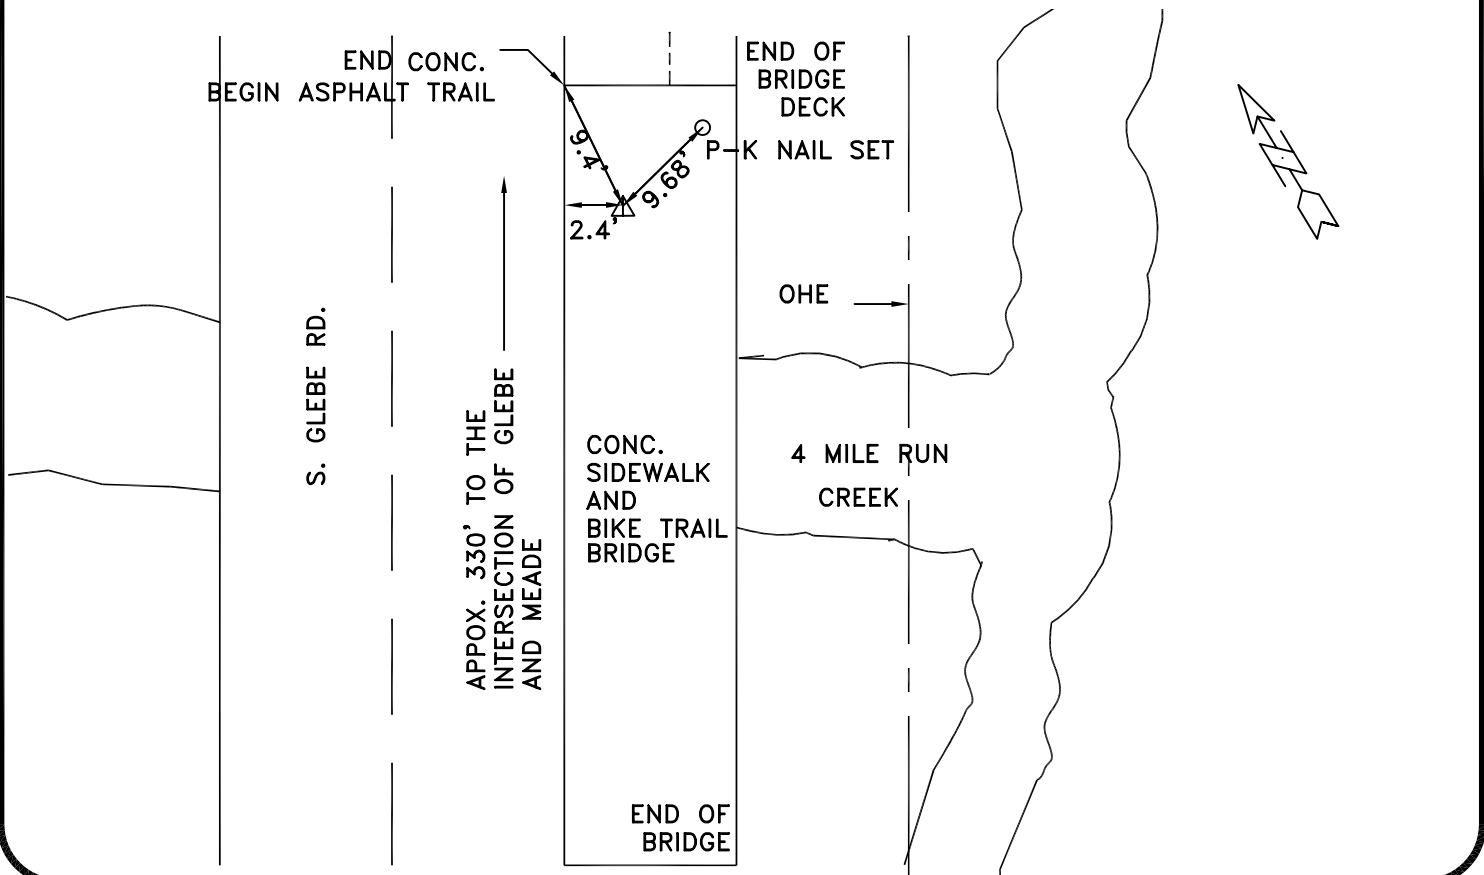 END CONC.
BEGIN ASPHALT TRAIL
END OF
BRIDGE
DECK
P-K NAIL SET
9.4'
9.68'
2.4'
OHE
S. GLEBE RD.
APPOX. 330' TO THE
INTERSECTION OF GLEBE
AND MEADE
CONC.
SIDEWALK
AND
BIKE TRAIL
BRIDGE
4 MILE RUN
CREEK
END OF
BRIDGE